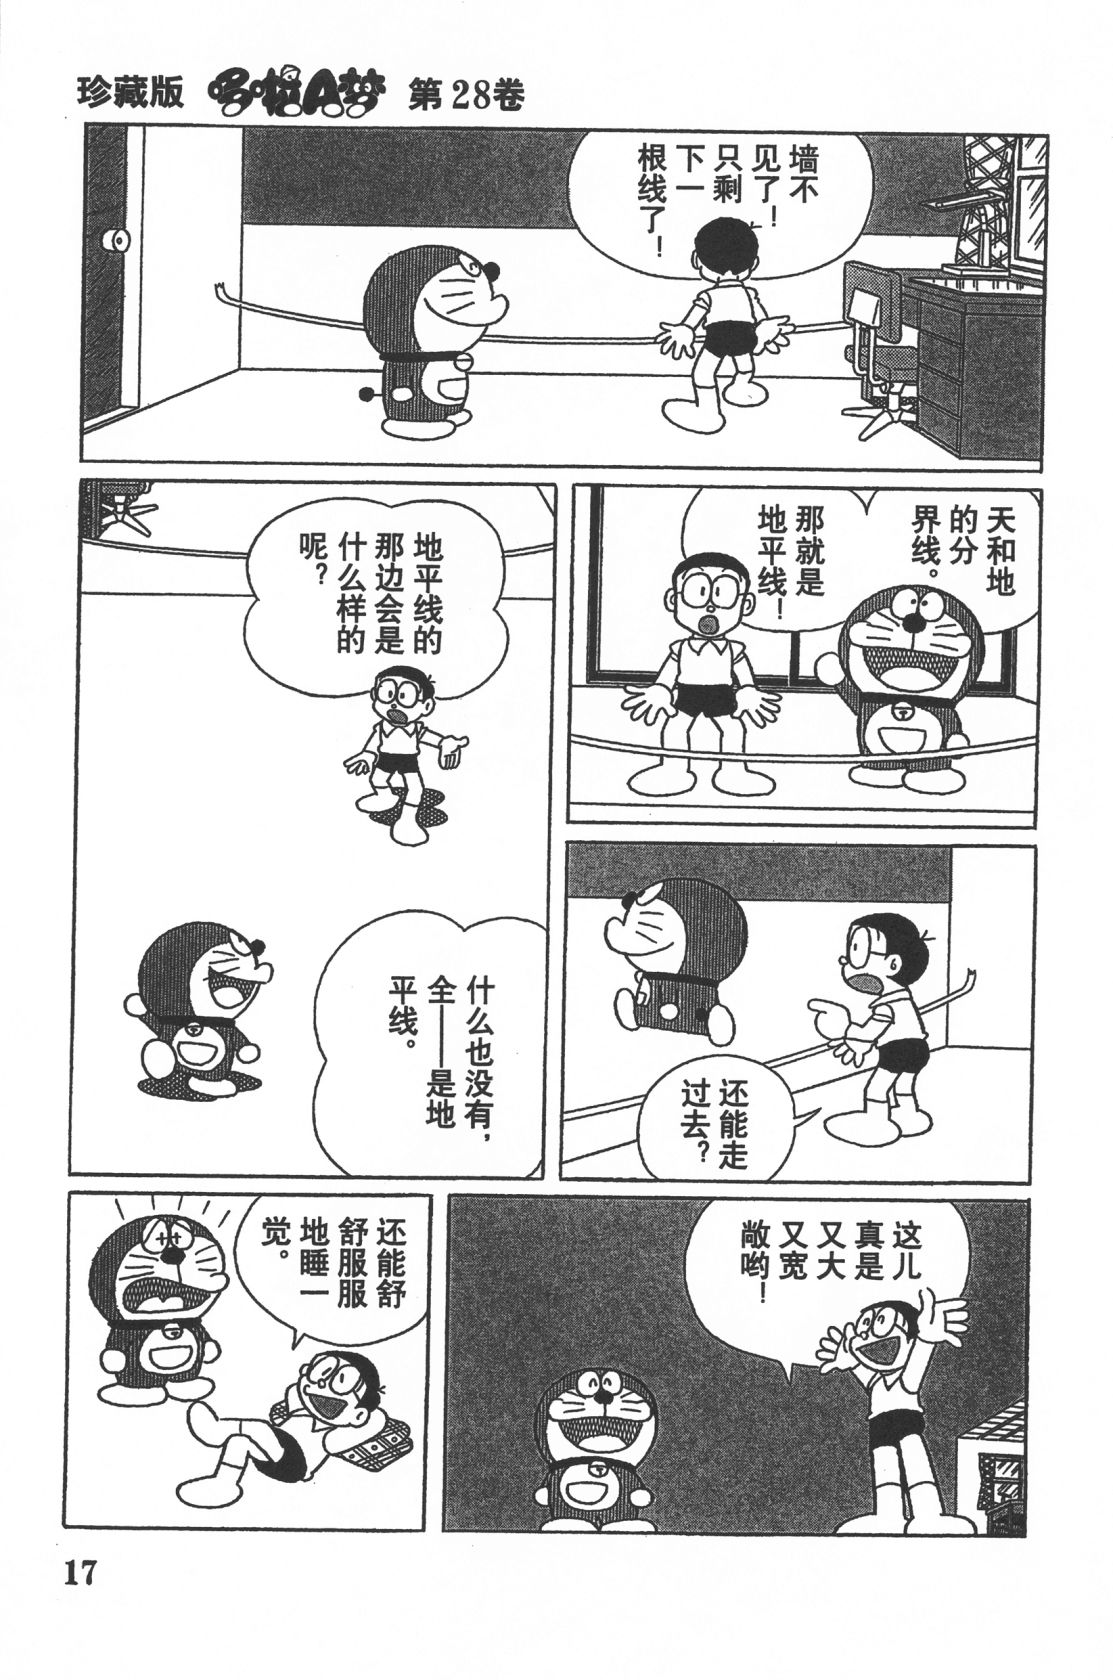 珍藏版 哆啦A梦 第28卷
墙不
见了!
只剩
下一
根线了!
天和地
的分
界线。
那就是
地平线!
地平线的
那边会是
什么样的
呢?
什么也没有,
全——是地
平线。
还能走
过去?
这儿
真是
又大
又宽
敞哟!
还能舒
舒服服
地睡一
觉。
17